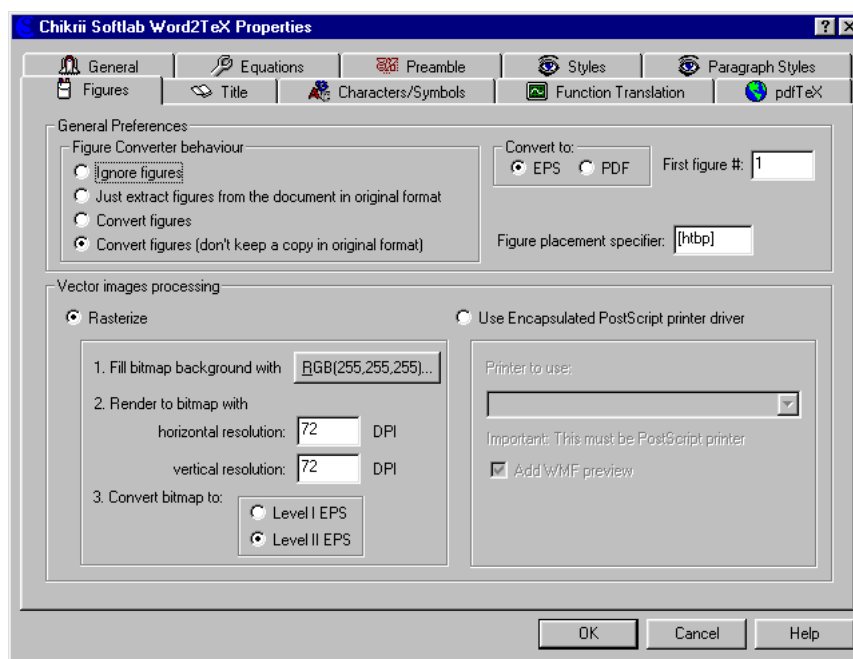 Chikrii Softlab Word2TeX Properties
General Equations Preamble Styles Paragraph Styles
Figures Title Characters/Symbols Function Translation pdfTeX
General Preferences
Figure Converter behaviour
Ignore figures
Just extract figures from the document in original format
Convert figures
Convert figures (don't keep a copy in original format)
Convert to:
EPS PDF
First figure #: 1
Figure placement specifier: [htbp]
Vector images processing
Rasterize
1. Fill bitmap background with RGB(255,255,255)...
2. Render to bitmap with
horizontal resolution: 72 DPI
vertical resolution: 72 DPI
3. Convert bitmap to:
Level I EPS
Level II EPS
Use Encapsulated PostScript printer driver
Printer to use:
Important: This must be PostScript printer
Add WMF preview
OK Cancel Help